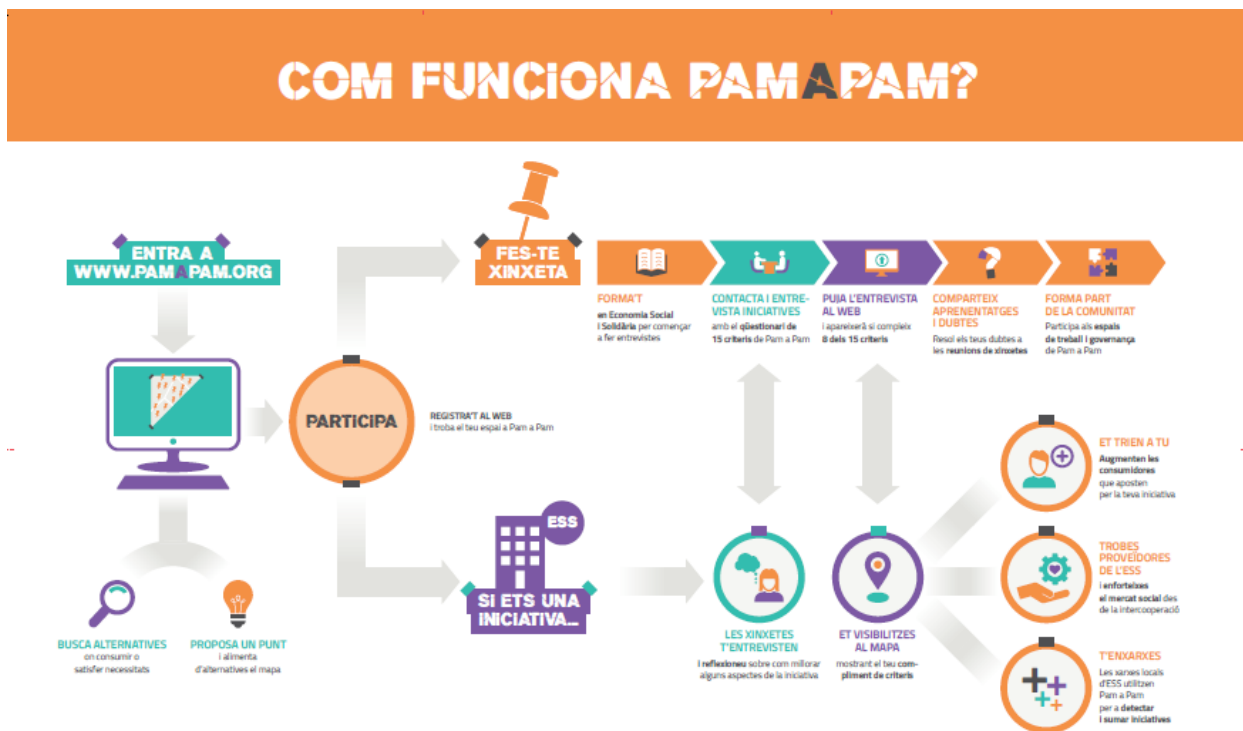 COM FUNCIONA PAMAPAM?
ENTRA A
WWW.PAMAPAM.ORG
BUSCA ALTERNATIVES
on consumir o
satisfer necessitats
PROPOSA UN PUNT
i alimenta
d'alternatives el mapa
PARTICIPA
REGISTRA'T AL WEB
i troba el teu espai a Pam a Pam
FES-TE
XINXETA
FORMA'T
en Economia Social
i Solidària per començar
a fer entrevistes
CONTACTA I ENTRE-
VISTA INICIATIVES
amb el qüestionari de
15 criteris de Pam a Pam
PUJA L'ENTREVISTA
AL WEB
i apareixerà si compleix
8 dels 15 criteris
COMPARTEIX
APRENENTATGES
I DUBTES
Resol els teus dubtes a
les reunions de xinxetes
FORMA PART
DE LA COMUNITAT
Participa als espais
de treball i governança
de Pam a Pam
ESS
SI ETS UNA
INICIATIVA...
LES XINXETES
T'ENTREVISTEN
i reflexioneu sobre com millorar
alguns aspectes de la iniciativa
ET VISIBILITZES
AL MAPA
mostrant el teu com-
pliment de criteris
ET TRIEN A TU
Augmenten les
consumidores
que aposten
per la teva iniciativa
TROBES
PROVEÏDORES
DE L'ESS
i enforteixes
el mercat social des
de la intercooperació
T'ENXARXES
Les xarxes locals
d'ESS utilitzen
Pam a Pam
per a detectar
i sumar iniciatives